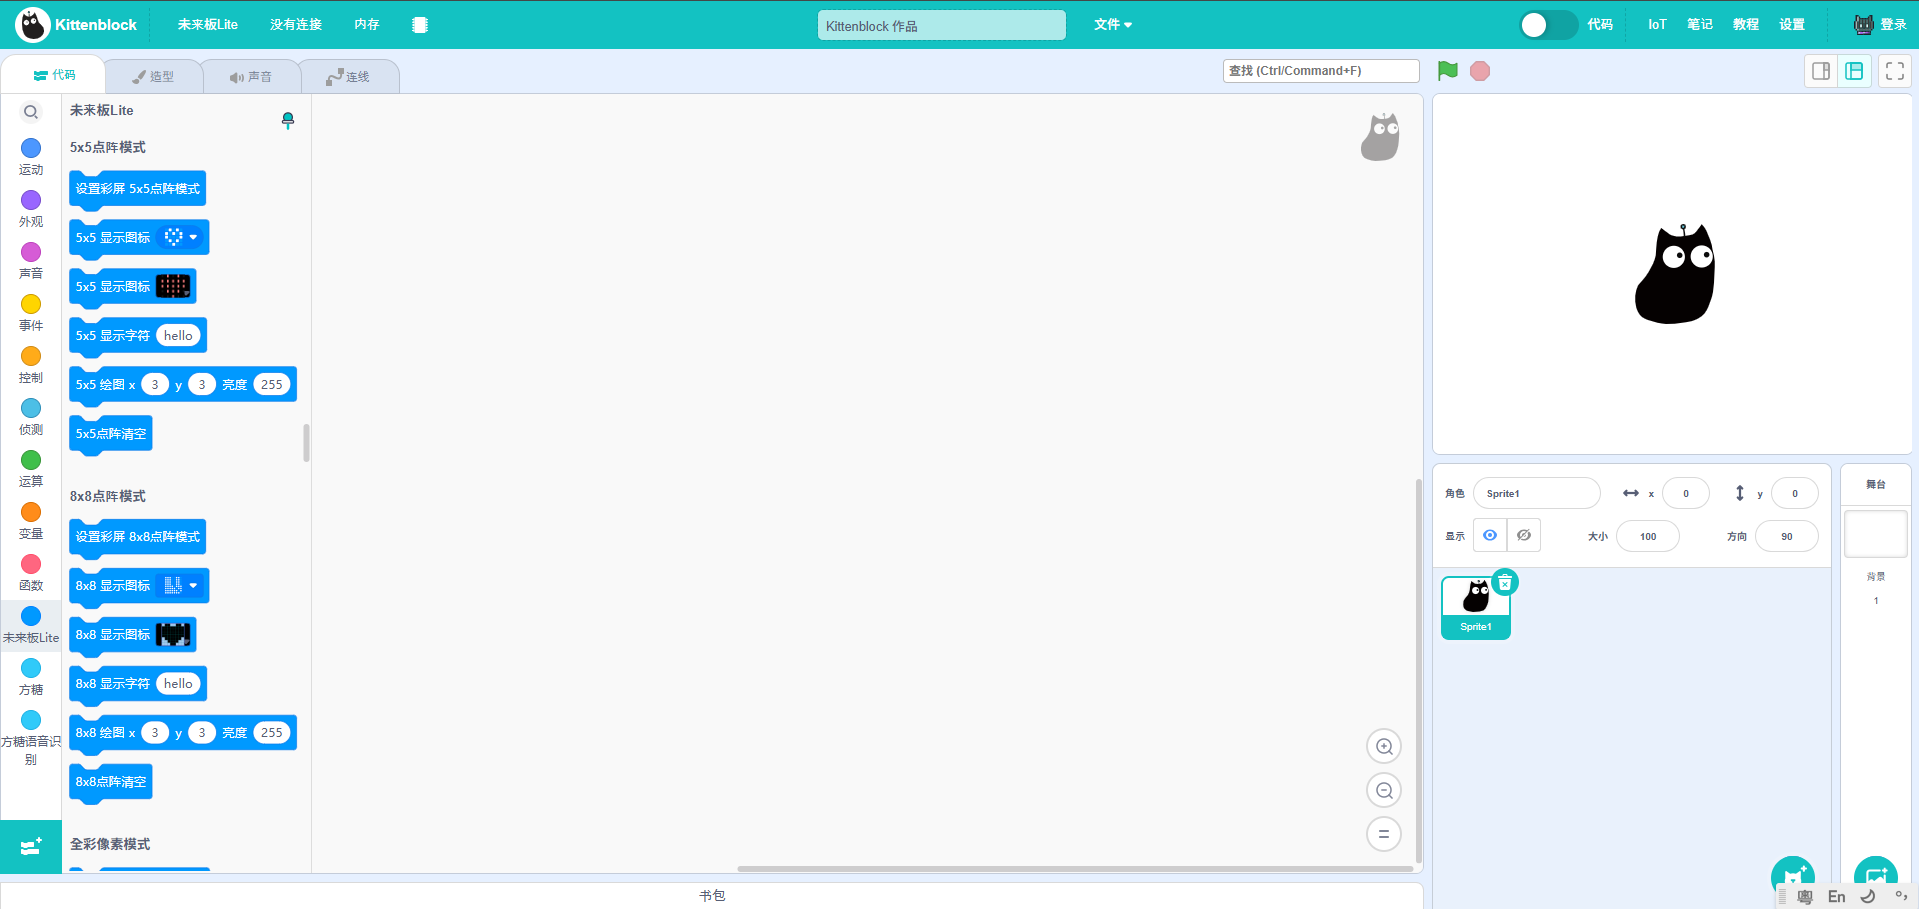 Kittenblock
未来板Lite
没有连接
内存
Kittenblock 作品
文件
代码
IoT
笔记
教程
设置
登录
代码
造型
声音
连线
查找 (Ctrl/Command+F)
运动
外观
声音
事件
控制
侦测
运算
变量
函数
未来板Lite
方糖
方糖语音识
别
未来板Lite
5x5点阵模式
设置彩屏 5x5点阵模式
5x5 显示图标
5x5 显示图标
5x5 显示字符 hello
5x5 绘图 x 3 y 3 亮度 255
5x5点阵清空
8x8点阵模式
设置彩屏 8x8点阵模式
8x8 显示图标
8x8 显示图标
8x8 显示字符 hello
8x8 绘图 x 3 y 3 亮度 255
8x8点阵清空
全彩像素模式
角色 Sprite1 x 0 y 0
显示 大小 100 方向 90
Sprite1
舞台
背景
1
书包
粤 En